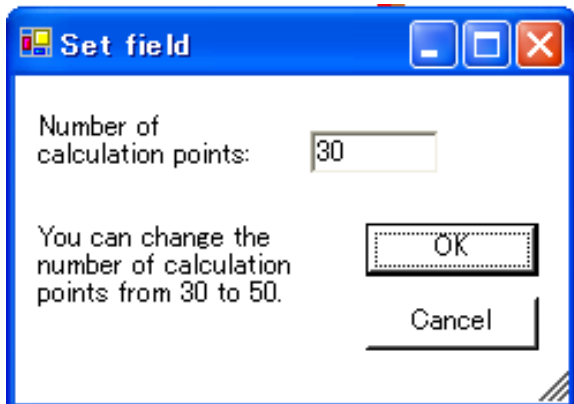 Set field
Number of
calculation points:
30
You can change the
number of calculation
points from 30 to 50.
OK
Cancel